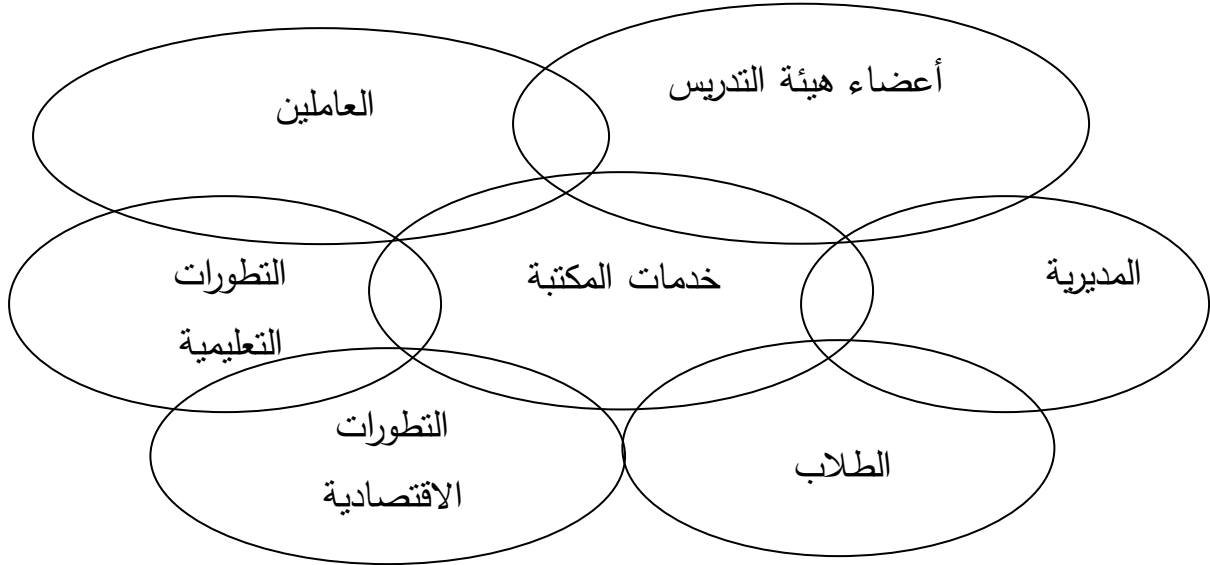 أعضاء هيئة التدريس
العاملين
المديرية
خدمات المكتبة
التطورات
التعليمية
الطلاب
التطورات
الاقتصادية